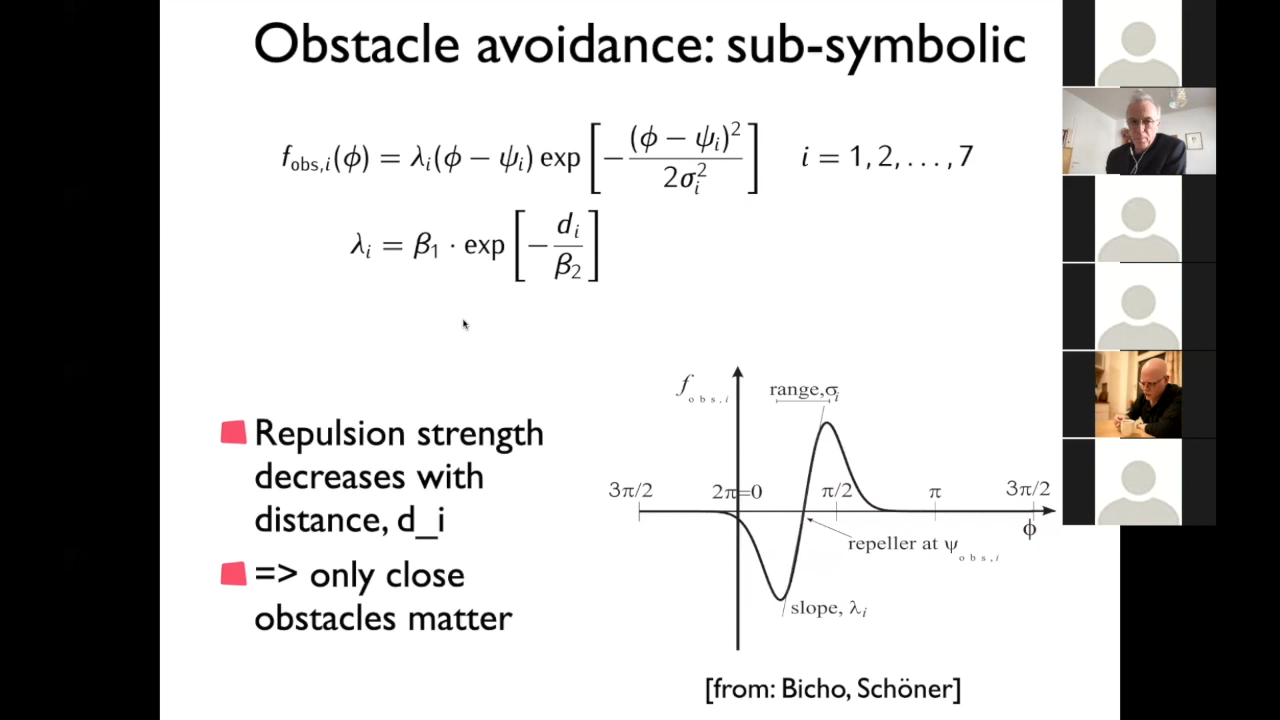 Obstacle avoidance: sub-symbolic
f_obs,i(ϕ) = λ_i(ϕ − ψ_i) exp[−(ϕ − ψ_i)²/2σ_i²]   i = 1, 2, . . . , 7
λ_i = β_1 · exp[−d_i/β_2]
Repulsion strength
decreases with
distance, d_i
=> only close
obstacles matter
f_obs,i
range,σ_i
3π/2 2π=0 π/2 π 3π/2
ϕ
repeller at ψ_obs,i
slope, λ_i
[from: Bicho, Schöner]